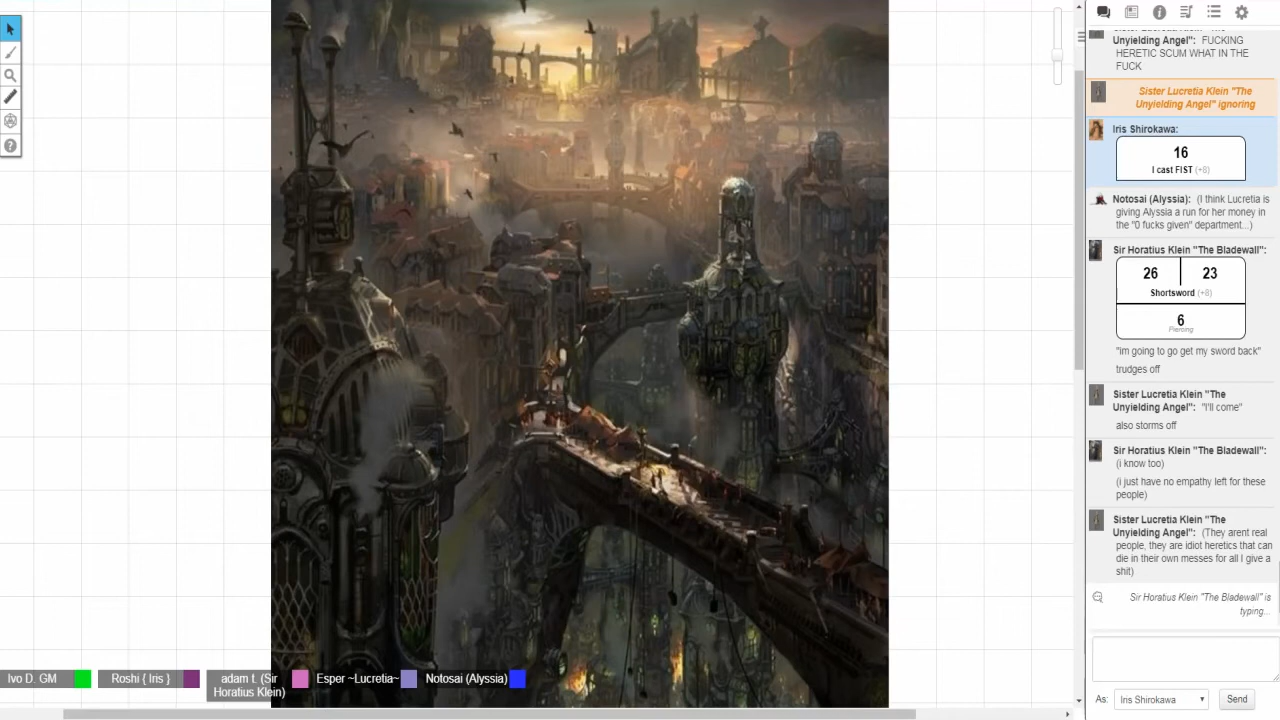 Unyielding Angel": FUCKING
HERETIC SCUM WHAT IN THE
FUCK
Sister Lucretia Klein "The
Unyielding Angel" ignoring
Iris Shirokawa:
16
I cast FIST (+8)
Notosai (Alyssia): (I think Lucretia is
giving Alyssia a run for her money in
the "0 fucks given" department...)
Sir Horatius Klein "The Bladewall":
26 23
Shortsword (+8)
6
Piercing
"im going to go get my sword back"
trudges off
Sister Lucretia Klein "The
Unyielding Angel": "I'll come"
also storms off
Sir Horatius Klein "The Bladewall":
(i know too)
(i just have no empathy left for these
people)
Sister Lucretia Klein "The
Unyielding Angel": (They arent real
people, they are idiot heretics that can
die in their own messes for all I give a
shit)
Sir Horatius Klein "The Bladewall" is
typing...
As: Iris Shirokawa Send
Ivo D. GM
Roshi { Iris }
adam t. (Sir
Horatius Klein)
Esper ~Lucretia~
Notosai (Alyssia)